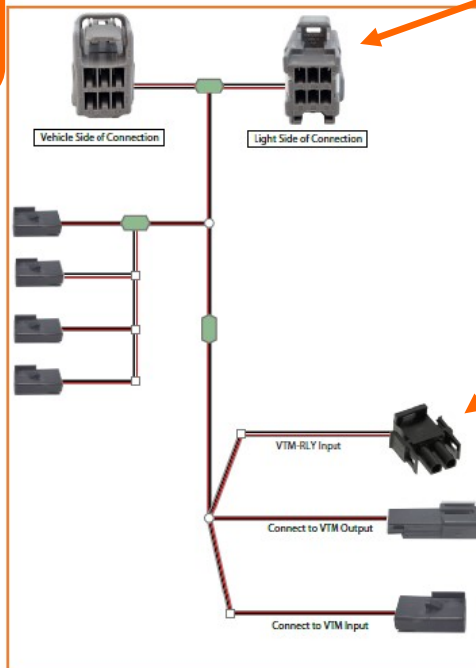 Vehicle Side of Connection
Light Side of Connection
VTM-RLY Input
Connect to VTM Output
Connect to VTM Input